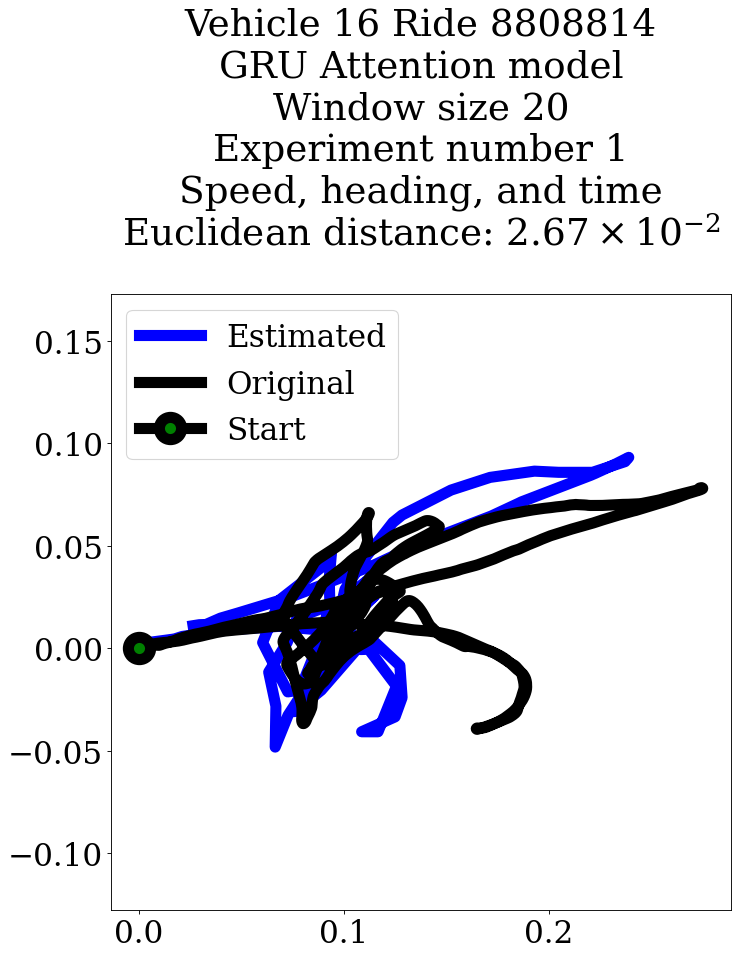 Vehicle 16 Ride 8808814
GRU Attention model
Window size 20
Experiment number 1
Speed, heading, and time
Euclidean distance: 2.67 × 10⁻²
Estimated
Original
Start
0.15
0.10
0.05
0.00
−0.05
−0.10
0.0 0.1 0.2